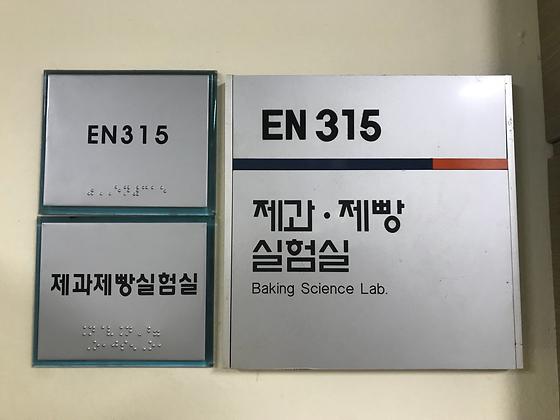 EN315
제과제빵실험실
EN 315
제과·제빵
실험실
Baking Science Lab.